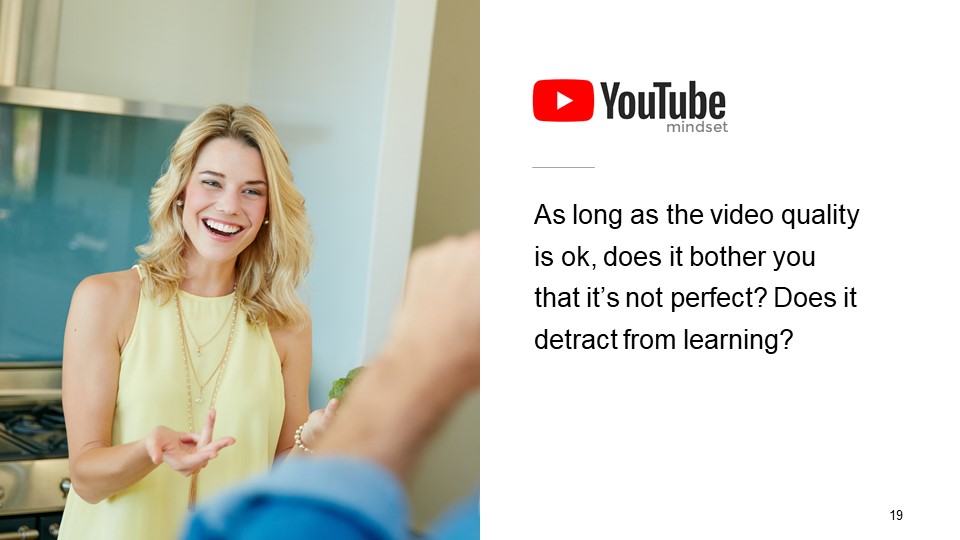 YouTube
mindset
As long as the video quality
is ok, does it bother you
that it’s not perfect? Does it
detract from learning?
19